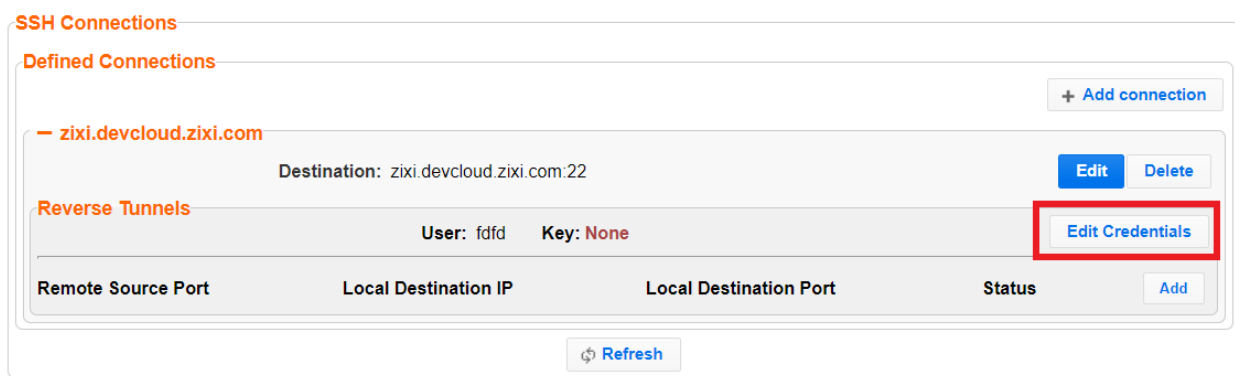 SSH Connections
Defined Connections
+ Add connection
− zixi.devcloud.zixi.com
Destination: zixi.devcloud.zixi.com:22 Edit Delete
Reverse Tunnels
User: fdfd Key: None Edit Credentials
Remote Source Port Local Destination IP Local Destination Port Status Add
Refresh